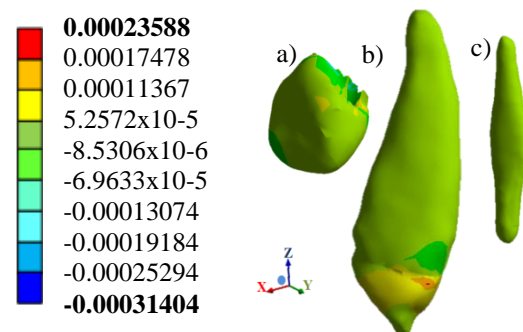 0.00023588
0.00017478
0.00011367
5.2572x10-5
-8.5306x10-6
-6.9633x10-5
-0.00013074
-0.00019184
-0.00025294
-0.00031404
a) b) c)
Z
X Y